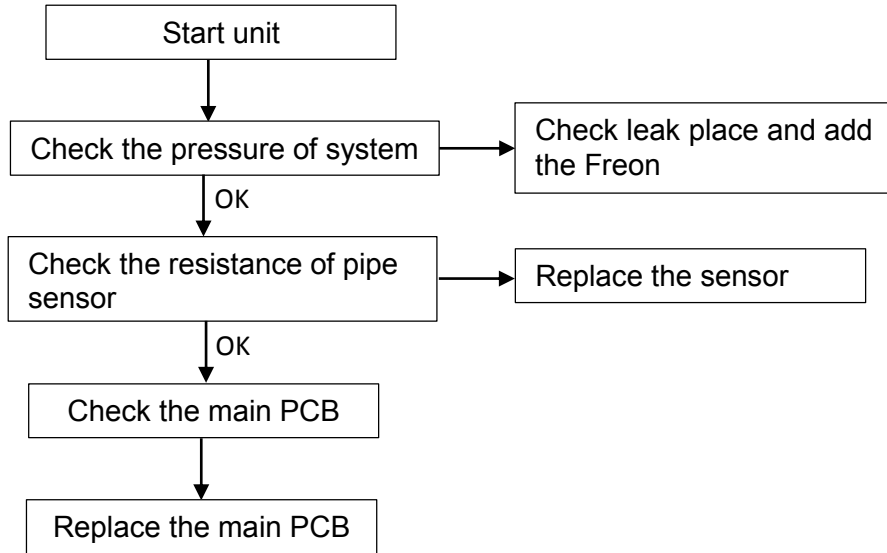 Start unit
Check the pressure of system
Check leak place and add
the Freon
OK
Check the resistance of pipe
sensor
Replace the sensor
OK
Check the main PCB
Replace the main PCB